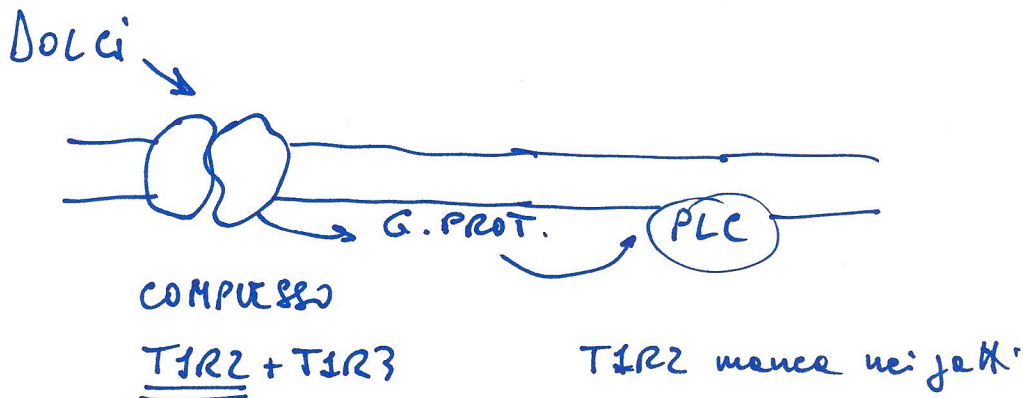 DOLCI
G. PROT.
PLC
COMPLESSO
T1R2 + T1R3
T1R2 manca nei gatti